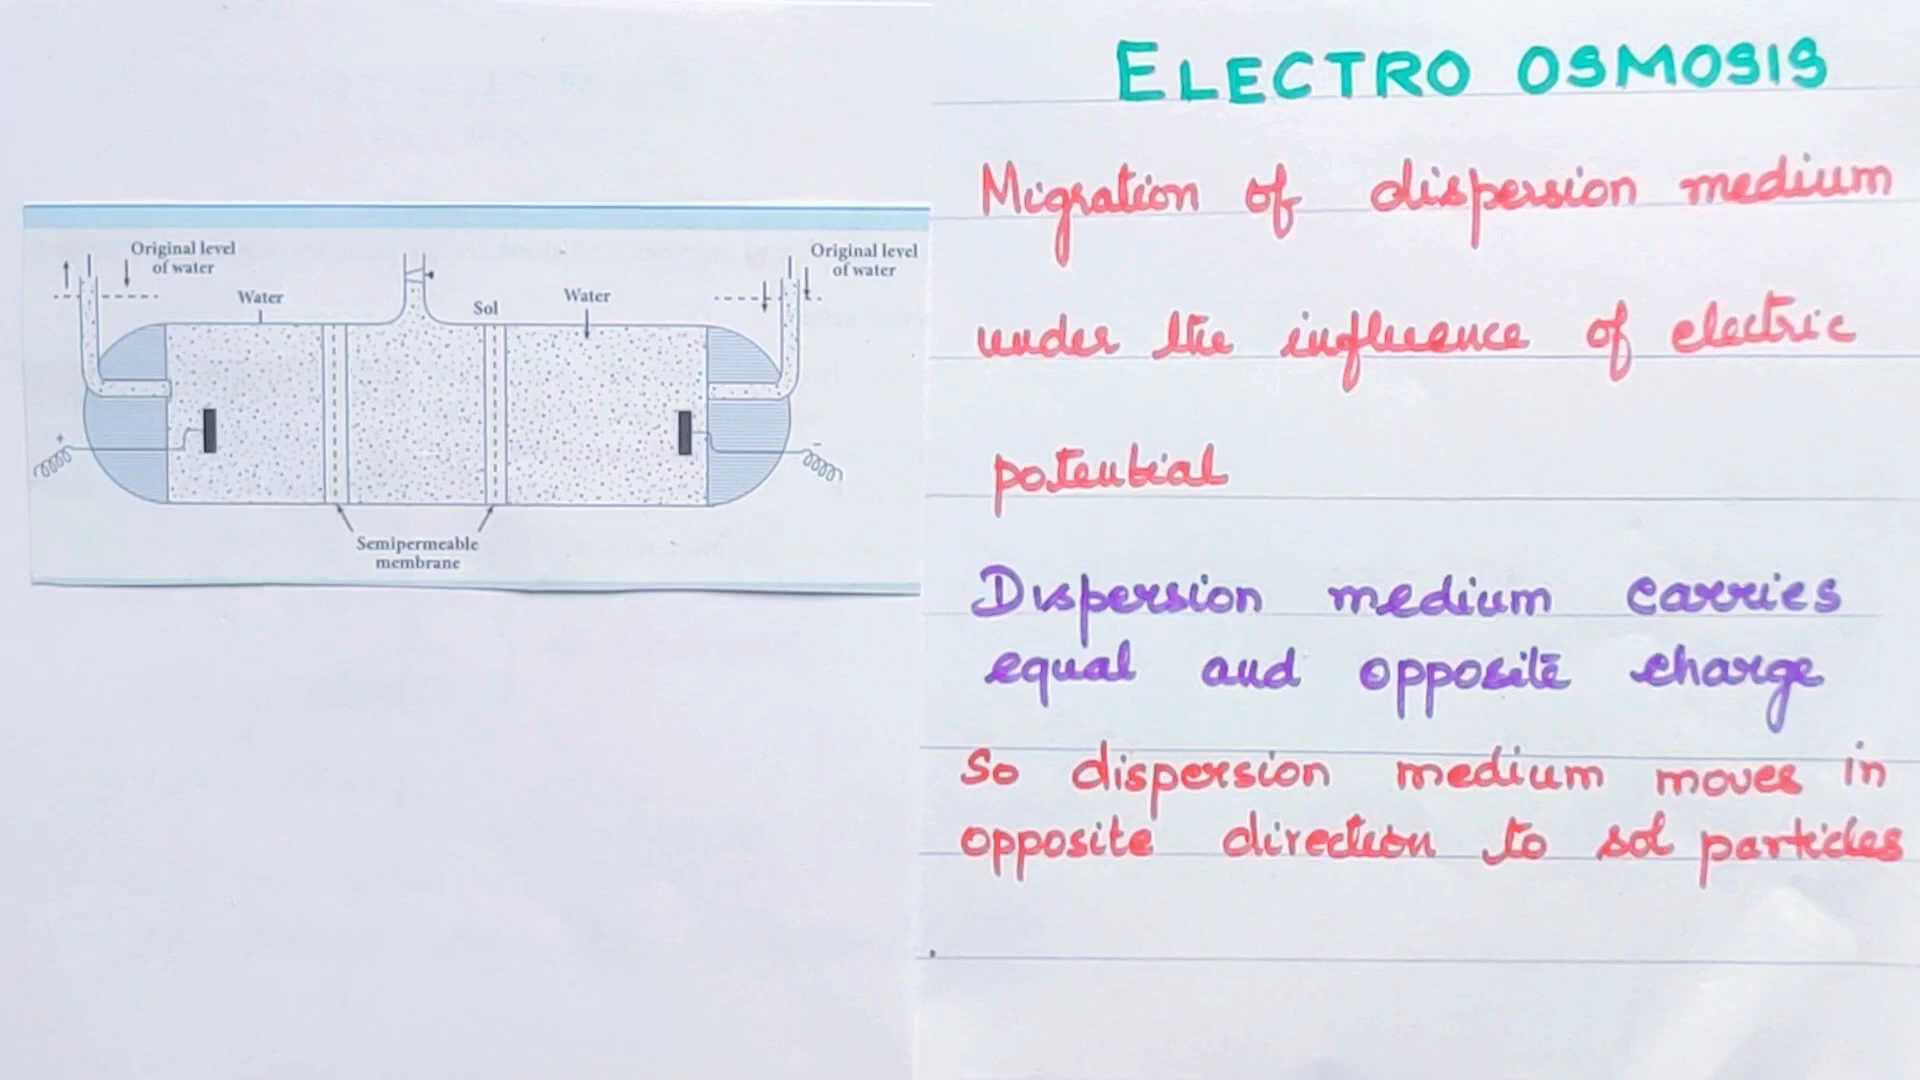 Original level
of water
Water
Sol
Water
Original level
of water
+
-
Semipermeable
membrane
ELECTRO OSMOSIS
Migration of dispersion medium
under the influence of electric
potential
Dispersion medium carries
equal and opposite charge
So dispersion medium moves in
opposite direction to sol particles